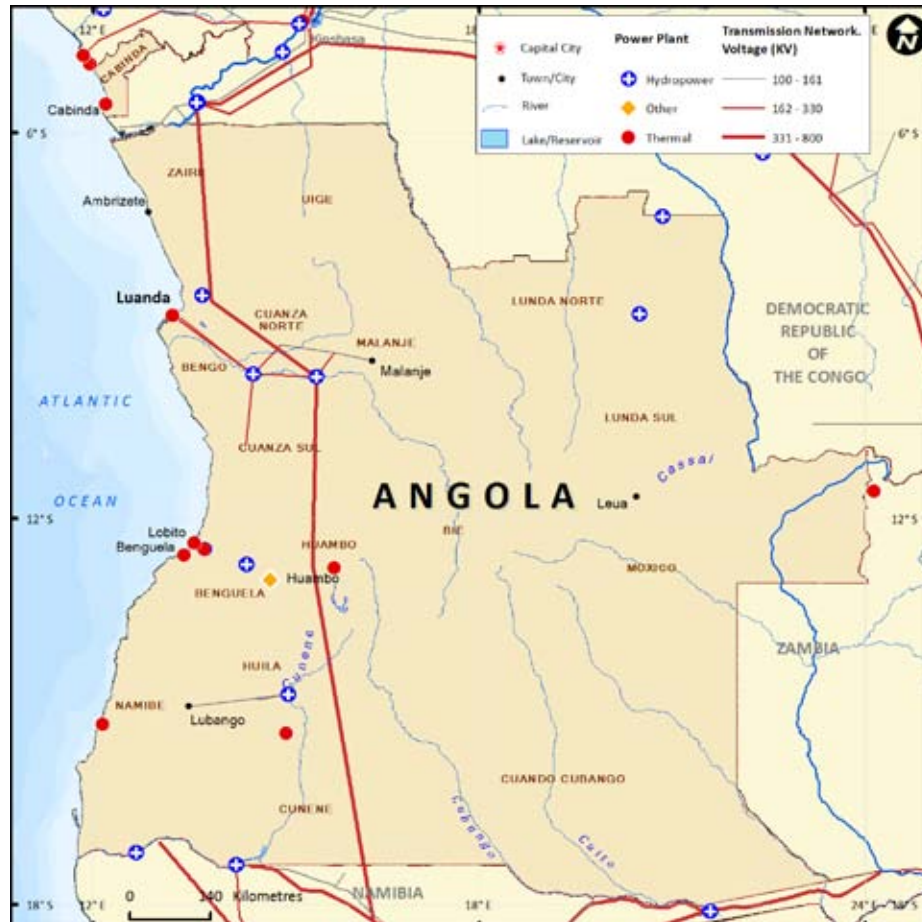 12° E
18
Kinshasa
CABINDA
Cabinda
Capital City
Town/City
River
Lake/Reservoir
Power Plant
Hydropower
Other
Thermal
Transmission Network.
Voltage (KV)
100 - 161
162 - 330
331 - 800
N
6° S
6° S
ZAIRE
UIGE
Ambrizete
Luanda
CUANZA
NORTE
LUNDA NORTE
DEMOCRATIC
REPUBLIC
OF
THE CONGO
MALANJE
BENGO
Malanje
ATLANTIC
OCEAN
LUNDA SUL
CUANZA SUL
Cassai
ANGOLA
Leua
12° S
12° S
Lobito
Benguela
HUAMBO
BIE
Huambo
BENGUELA
MOXICO
ZAMBIA
HUILA
Cunene
NAMIBE
Lubango
CUANDO CUBANGO
CUNENE
Cubango
Cuito
0 240 Kilometres
NAMIBIA
18° S
12° E
18° E
24° E